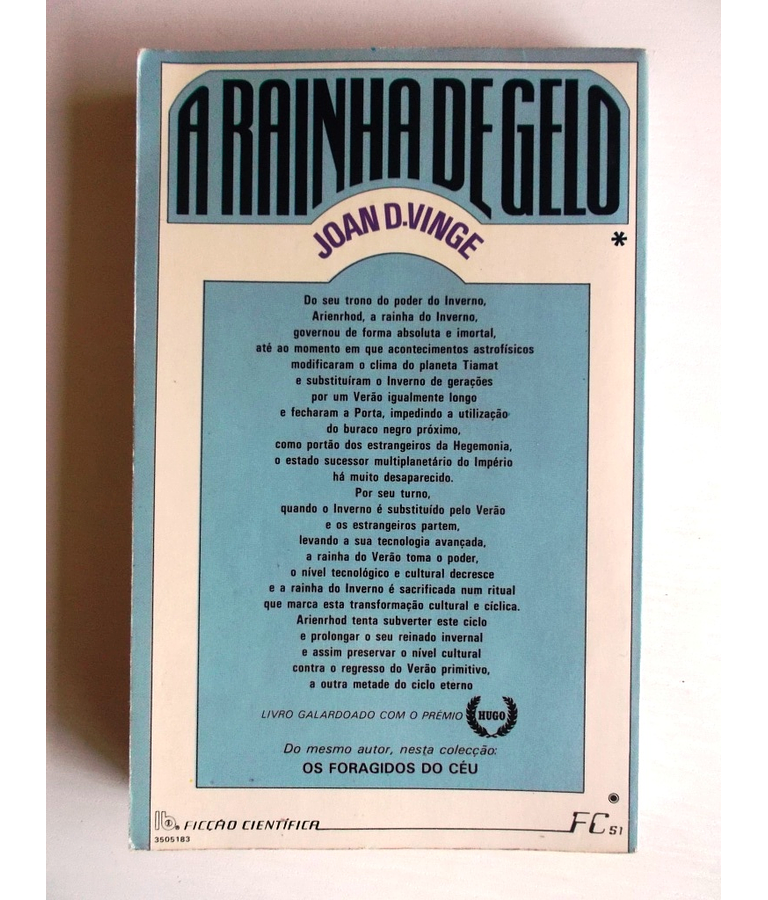 A RAINHA DE GELO
JOAN D. VINGE
*
Do seu trono do poder do Inverno,
Arienrhod, a rainha do Inverno,
governou de forma absoluta e imortal,
até ao momento em que acontecimentos astrofísicos
modificaram o clima do planeta Tiamat
e substituíram o Inverno de gerações
por um Verão igualmente longo
e fecharam a Porta, impedindo a utilização
do buraco negro próximo,
como portão dos estrangeiros da Hegemonia,
o estado sucessor multiplanetário do Império
há muito desaparecido.
Por seu turno,
quando o Inverno é substituído pelo Verão
e os estrangeiros partem,
levando a sua tecnologia avançada,
a rainha do Verão toma o poder,
o nível tecnológico e cultural decresce
e a rainha do Inverno é sacrificada num ritual
que marca esta transformação cultural e cíclica.
Arienrhod tenta subverter este ciclo
e prolongar o seu reinado invernal
e assim preservar o nível cultural
contra o regresso do Verão primitivo,
a outra metade do ciclo eterno
LIVRO GALARDOADO COM O PRÉMIO HUGO
Do mesmo autor, nesta colecção:
OS FORAGIDOS DO CÉU
FICÇÃO CIENTÍFICA FC 51
3505183